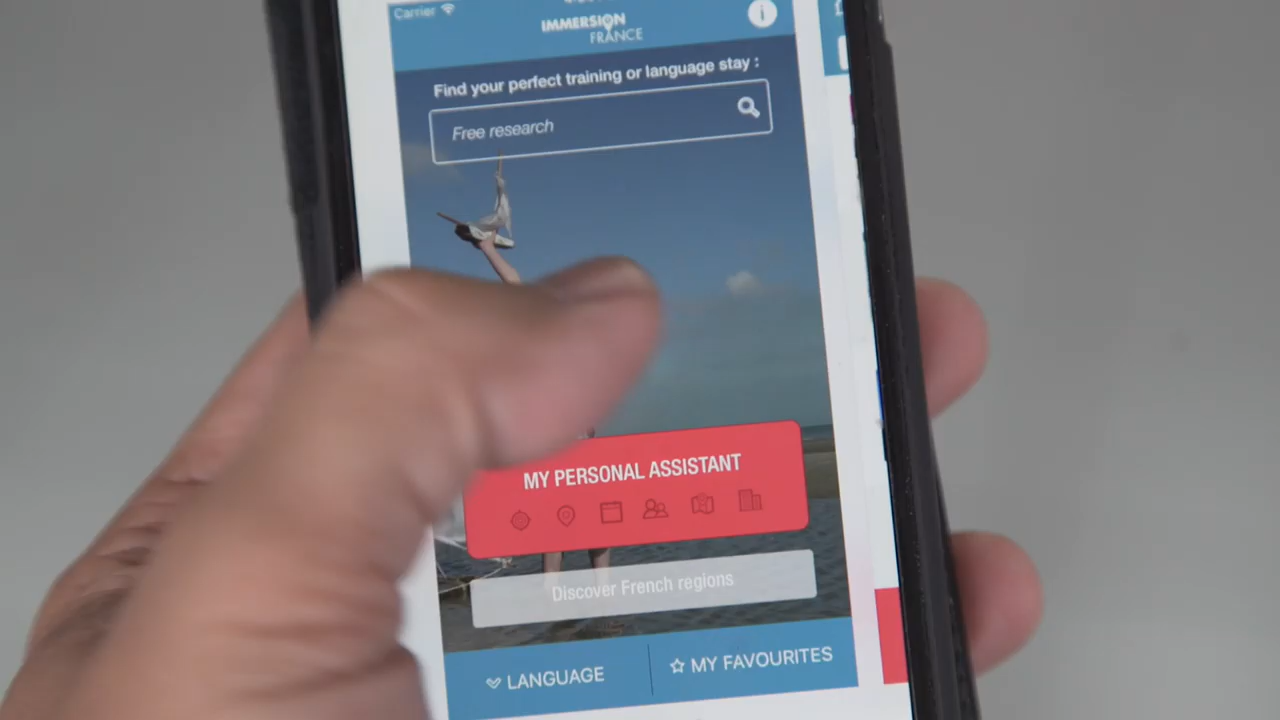 Carrier
IMMERSION
FRANCE
Find your perfect training or language stay :
Free research
MY PERSONAL ASSISTANT
Discover French regions
LANGUAGE
MY FAVOURITES